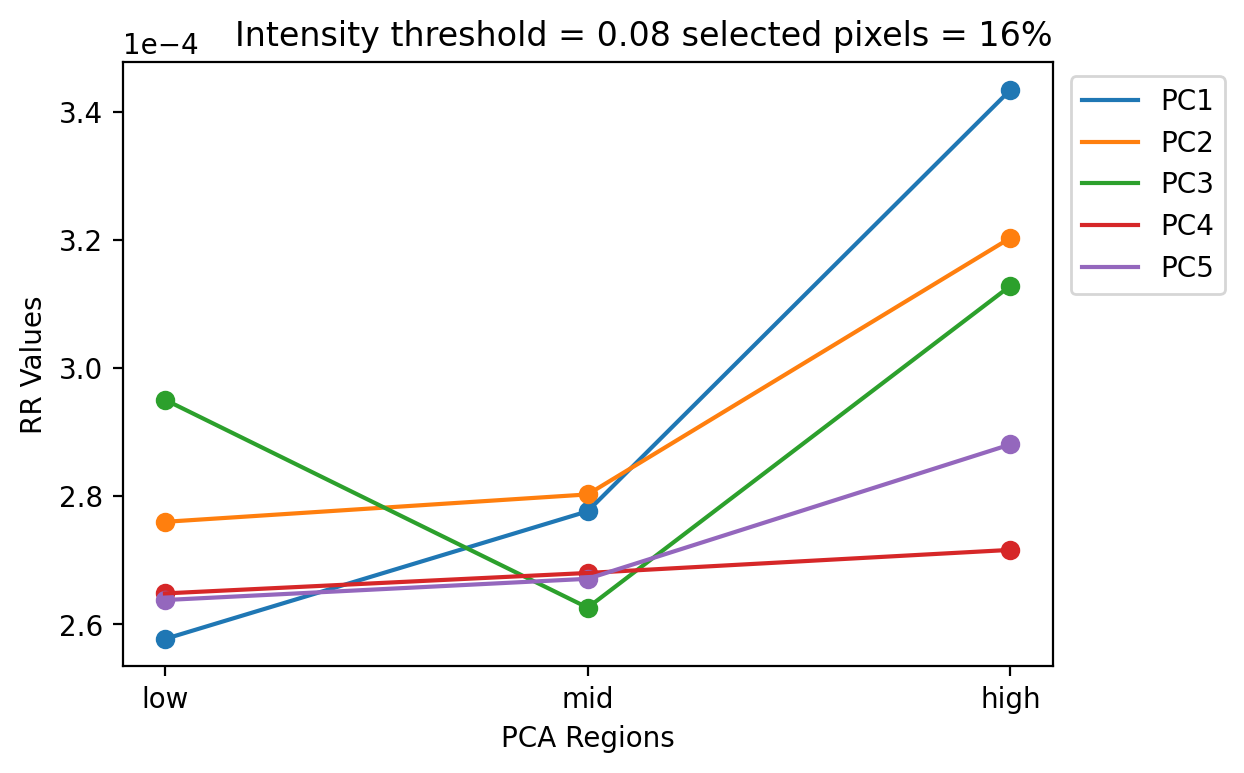 Intensity threshold = 0.08 selected pixels = 16%
1e−4
3.4
3.2
3.0
2.8
2.6
RR Values
low
mid
high
PCA Regions
PC1
PC2
PC3
PC4
PC5